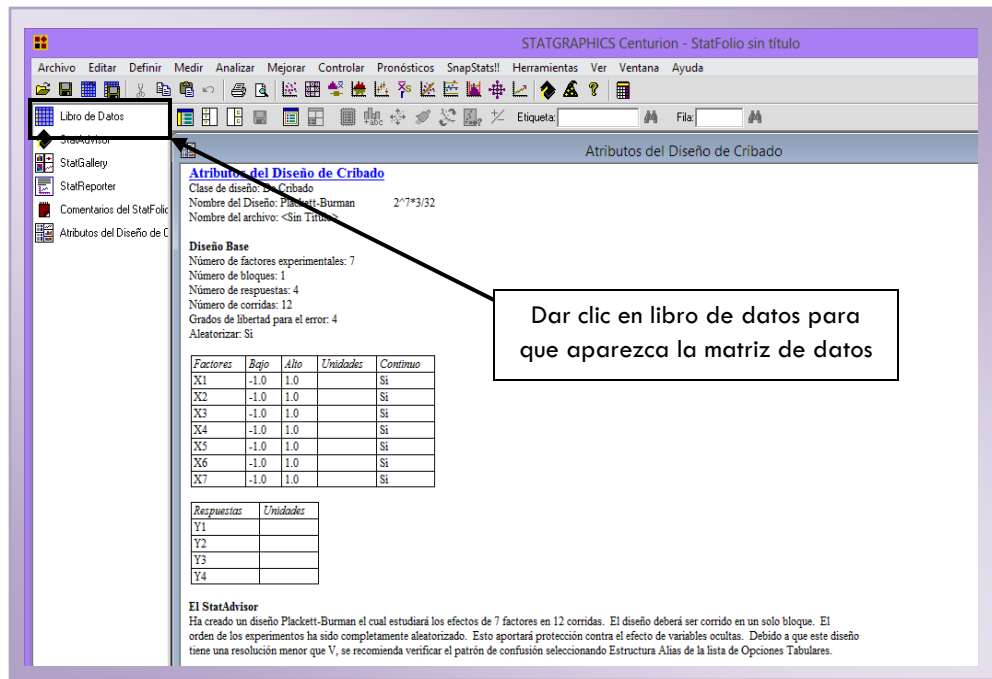 STATGRAPHICS Centurion - StatFolio sin título
Archivo Editar Definir Medir Analizar Mejorar Controlar Pronósticos SnapStats!! Herramientas Ver Ventana Ayuda
Libro de Datos
Etiqueta:
Fila:
StatAdvisor
StatGallery
StatReporter
Comentarios del StatFolio
Atributos del Diseño de C
Atributos del Diseño de Cribado
Atributos del Diseño de Cribado
Clase de diseño: De Cribado
Nombre del Diseño: Plackett-Burman 2^7*3/32
Nombre del archivo: <Sin Título>
Diseño Base
Número de factores experimentales: 7
Número de bloques: 1
Número de respuestas: 4
Número de corridas: 12
Grados de libertad para el error: 4
Aleatorizar: Si
Factores Bajo Alto Unidades Continuo
X1 -1.0 1.0 Si
X2 -1.0 1.0 Si
X3 -1.0 1.0 Si
X4 -1.0 1.0 Si
X5 -1.0 1.0 Si
X6 -1.0 1.0 Si
X7 -1.0 1.0 Si
Respuestas Unidades
Y1
Y2
Y3
Y4
El StatAdvisor
Ha creado un diseño Plackett-Burman el cual estudiará los efectos de 7 factores en 12 corridas. El diseño deberá ser corrido en un solo bloque. El
orden de los experimentos ha sido completamente aleatorizado. Esto aportará protección contra el efecto de variables ocultas. Debido a que este diseño
tiene una resolución menor que V, se recomienda verificar el patrón de confusión seleccionando Estructura Alias de la lista de Opciones Tabulares.
Dar clic en libro de datos para
que aparezca la matriz de datos